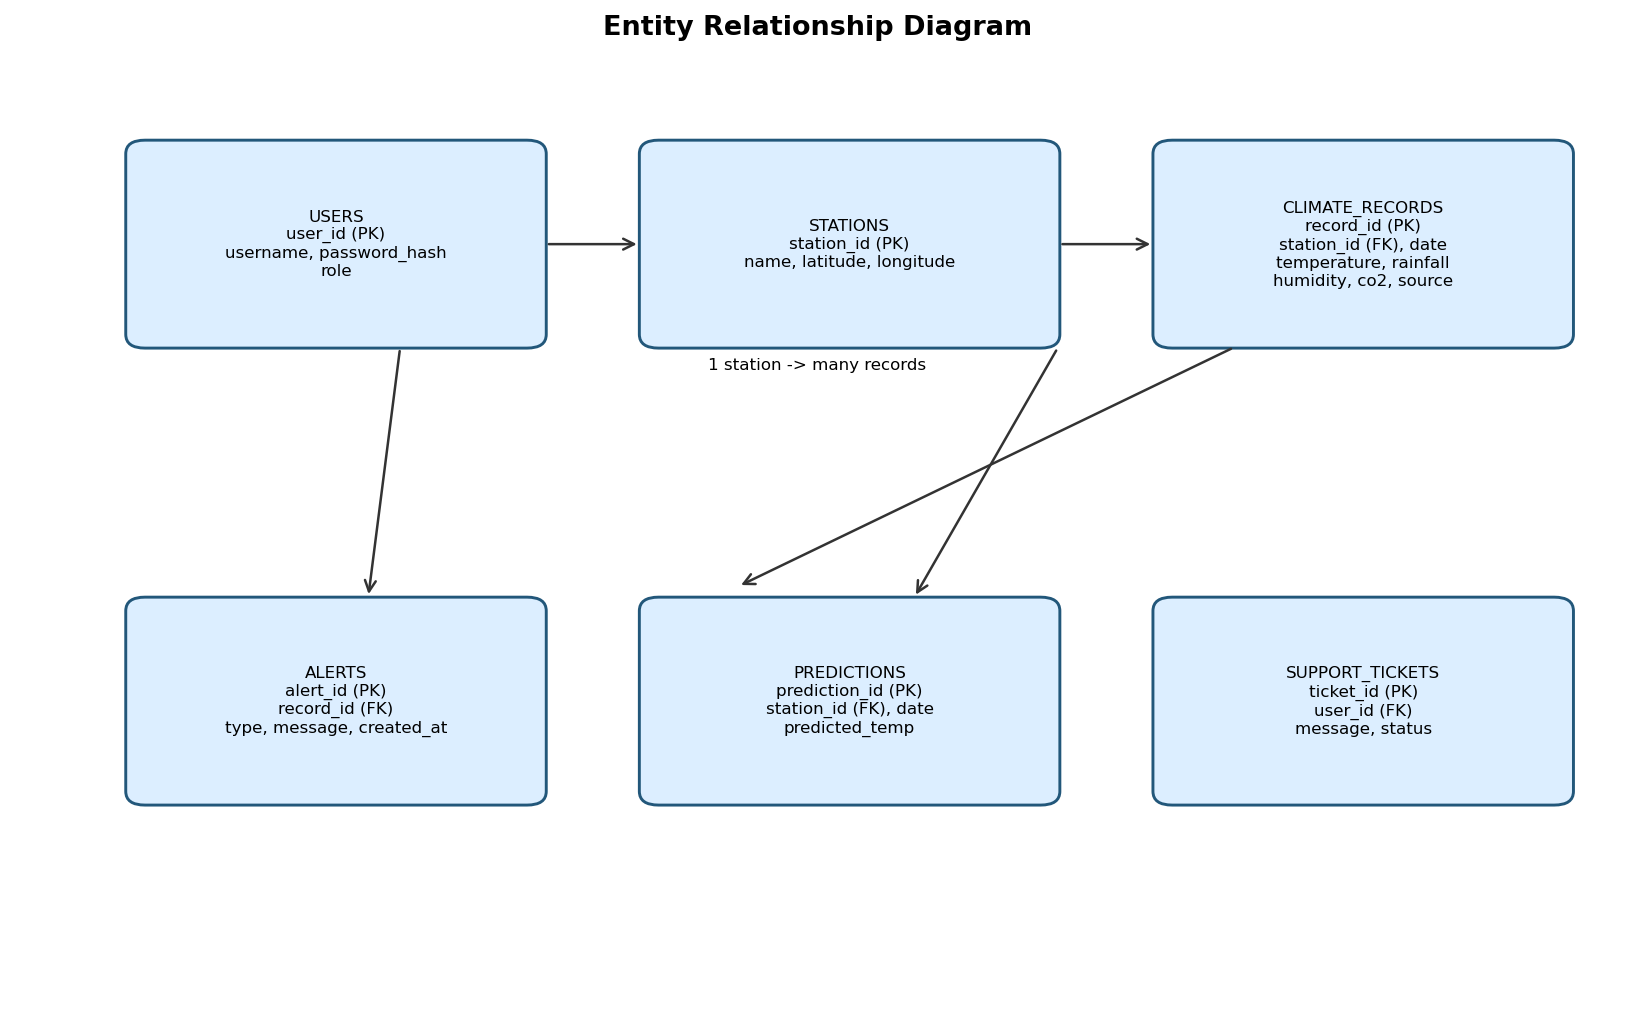 Entity Relationship Diagram
USERS
user_id (PK)
username, password_hash
role
STATIONS
station_id (PK)
name, latitude, longitude
CLIMATE_RECORDS
record_id (PK)
station_id (FK), date
temperature, rainfall
humidity, co2, source
1 station -> many records
ALERTS
alert_id (PK)
record_id (FK)
type, message, created_at
PREDICTIONS
prediction_id (PK)
station_id (FK), date
predicted_temp
SUPPORT_TICKETS
ticket_id (PK)
user_id (FK)
message, status